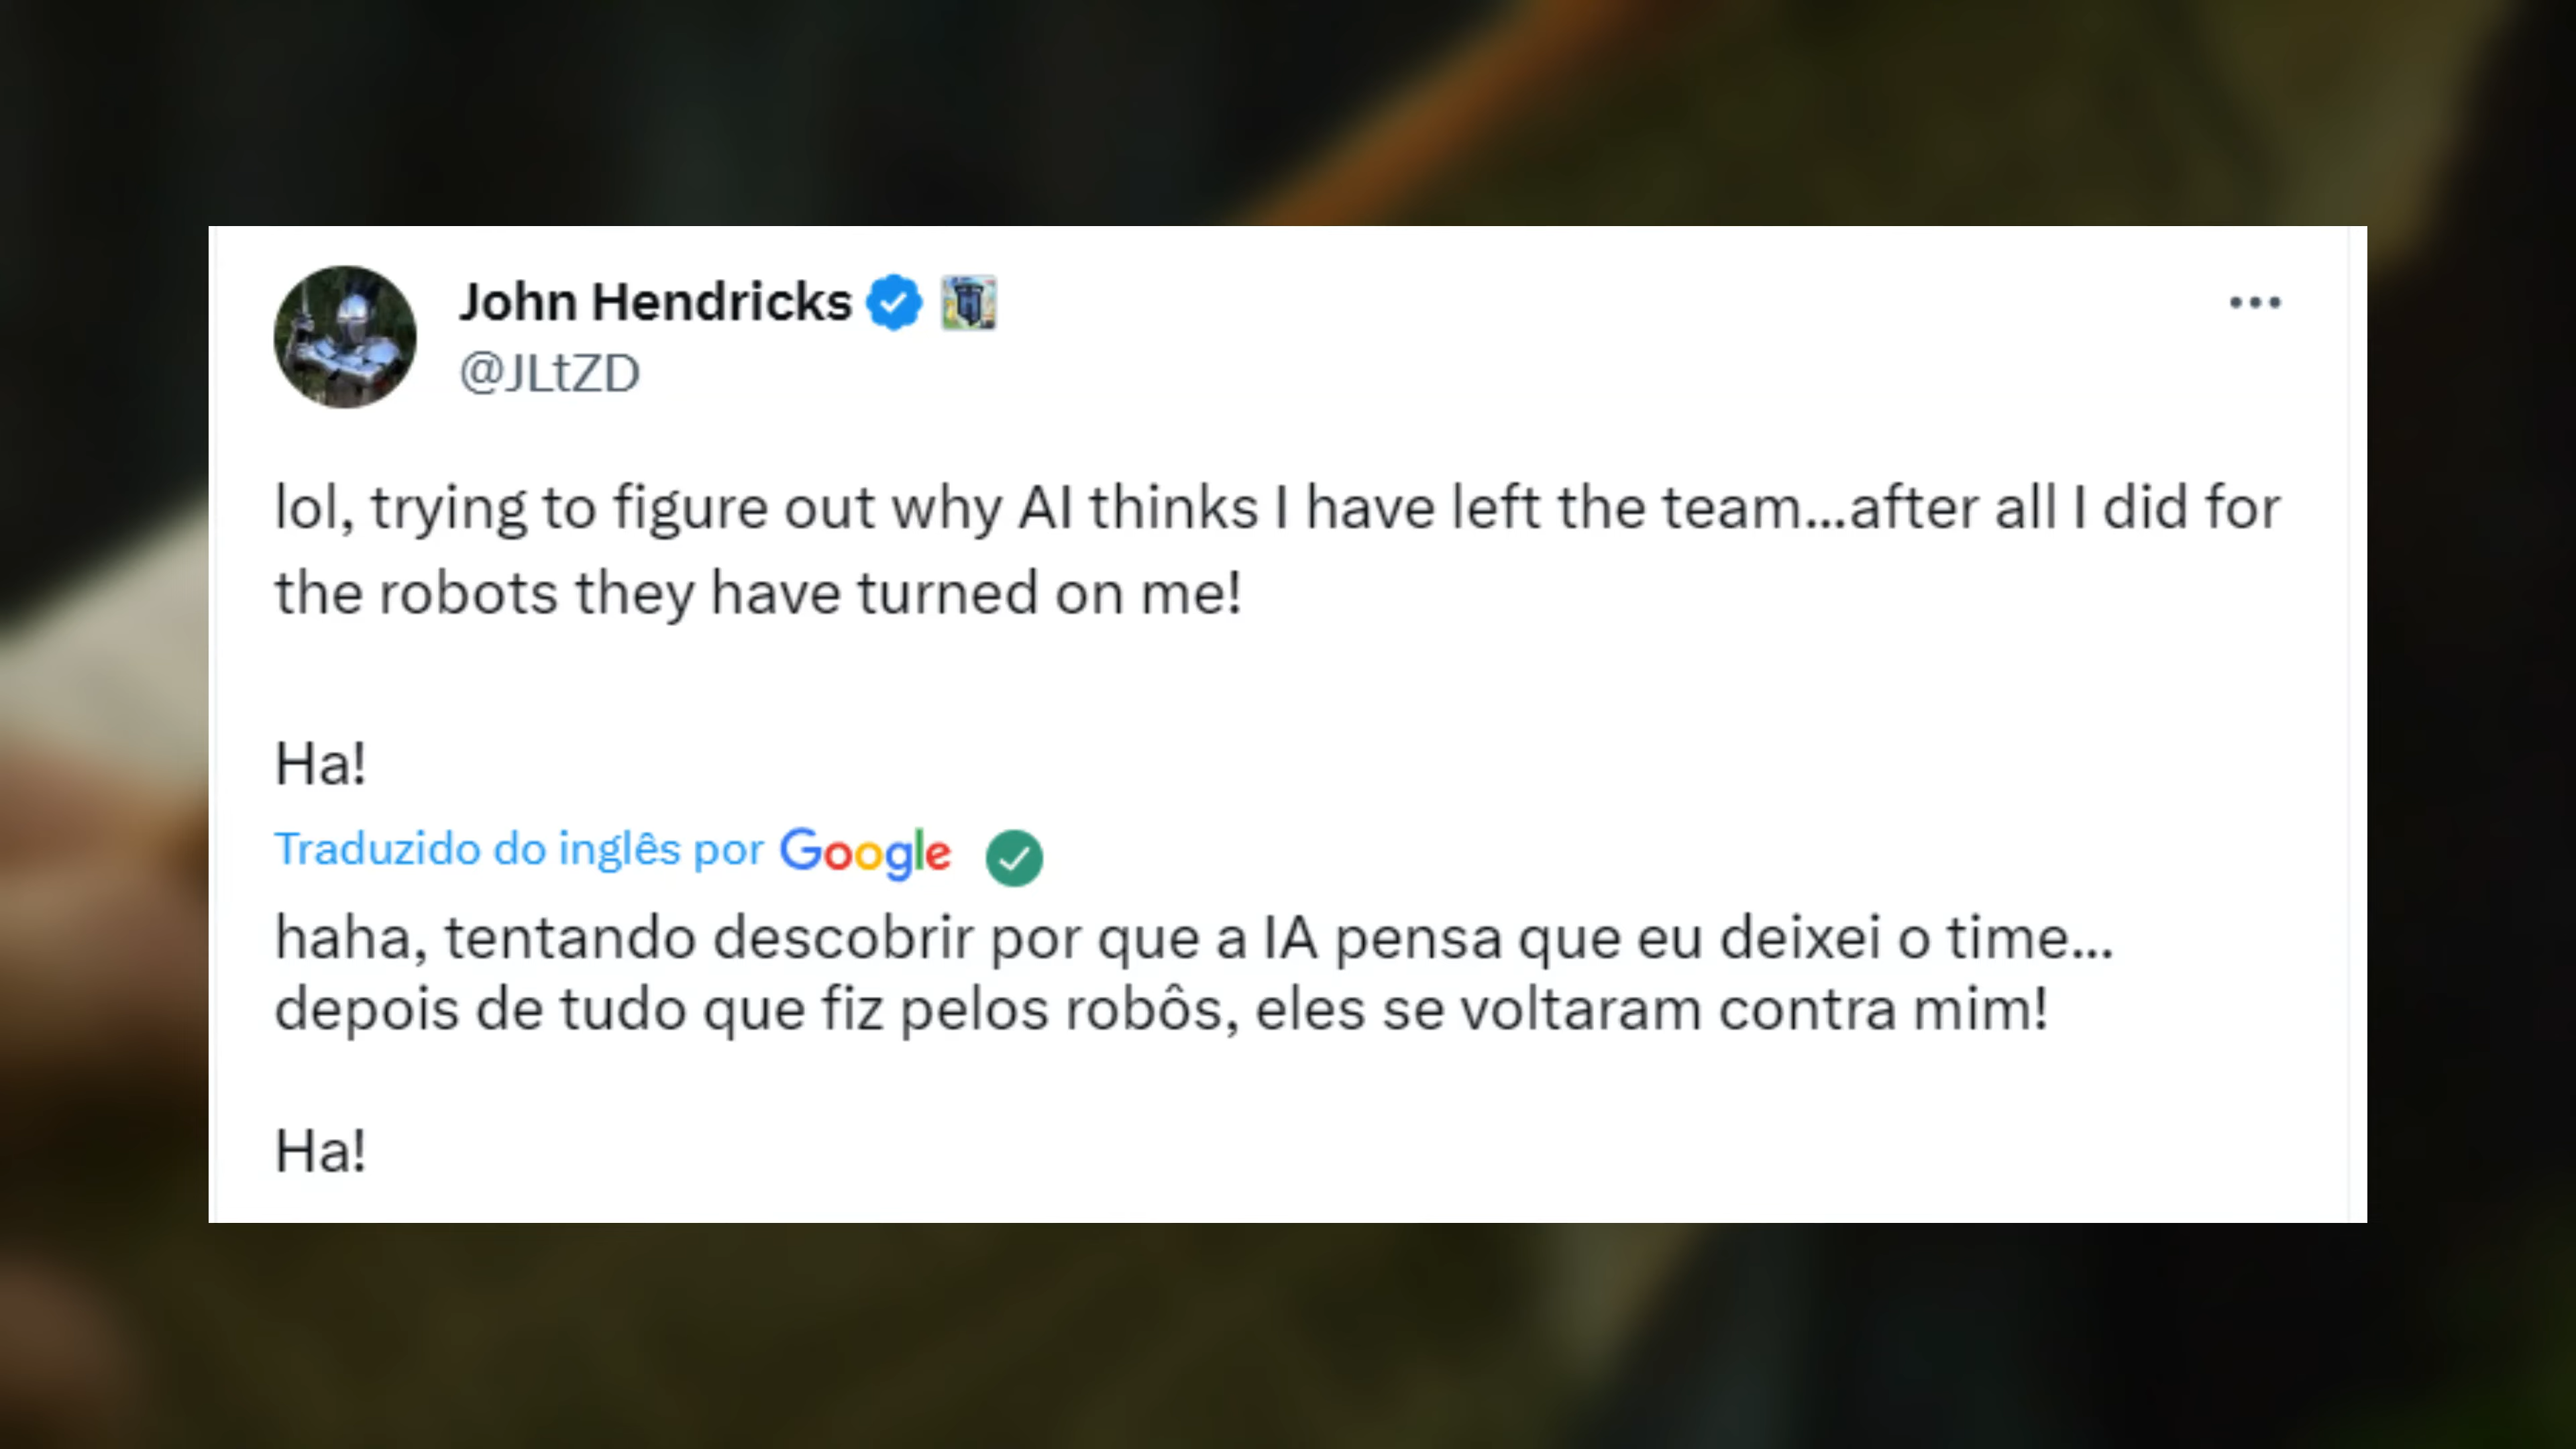 John Hendricks
@JLtZD
lol, trying to figure out why AI thinks I have left the team...after all I did for
the robots they have turned on me!
Ha!
Traduzido do inglês por Google
haha, tentando descobrir por que a IA pensa que eu deixei o time...
depois de tudo que fiz pelos robôs, eles se voltaram contra mim!
Ha!